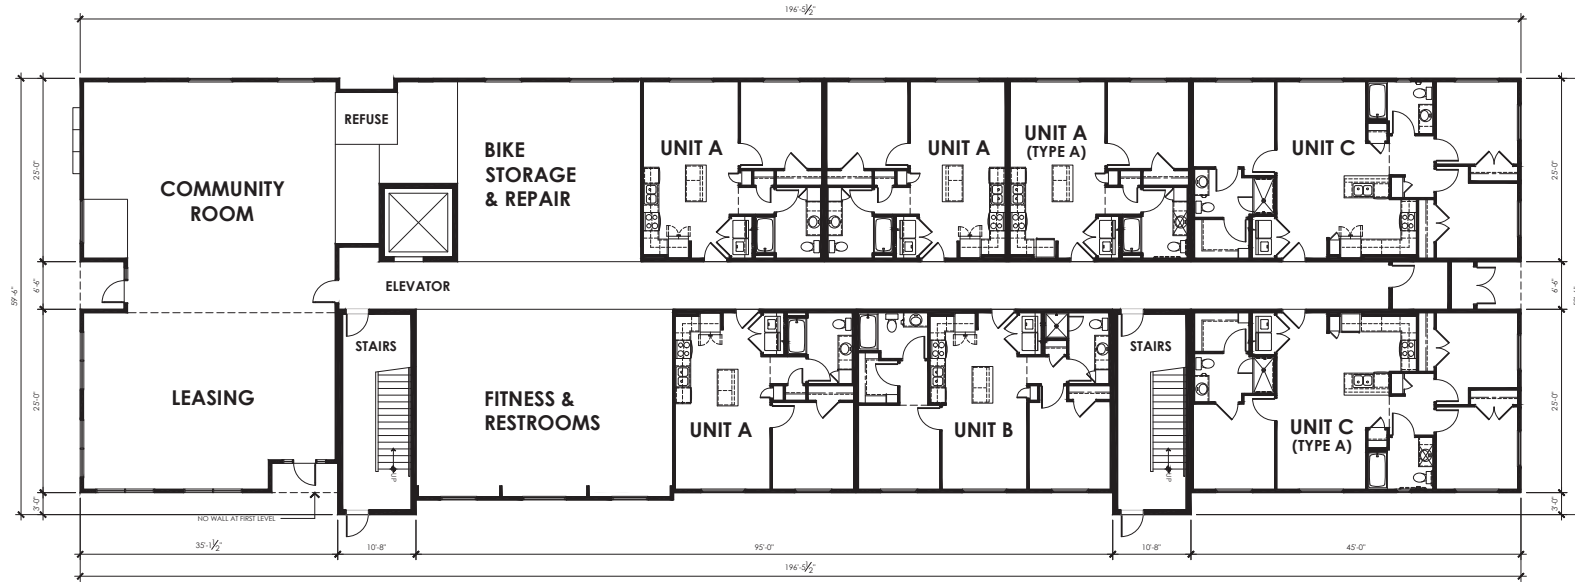 196'-5½"
REFUSE
UNIT A
UNIT A
UNIT A
(TYPE A)
UNIT C
BIKE
STORAGE
& REPAIR
COMMUNITY
ROOM
25'-0"
25'-0"
ELEVATOR
6'-6"
6'-6"
59'-6"
STAIRS
STAIRS
LEASING
FITNESS &
RESTROOMS
UNIT A
UNIT B
UNIT C
(TYPE A)
25'-0"
25'-0"
UP
UP
3'-0"
3'-0"
NO WALL AT FIRST LEVEL
35'-1½"
10'-8"
95'-0"
10'-8"
45'-0"
196'-5½"